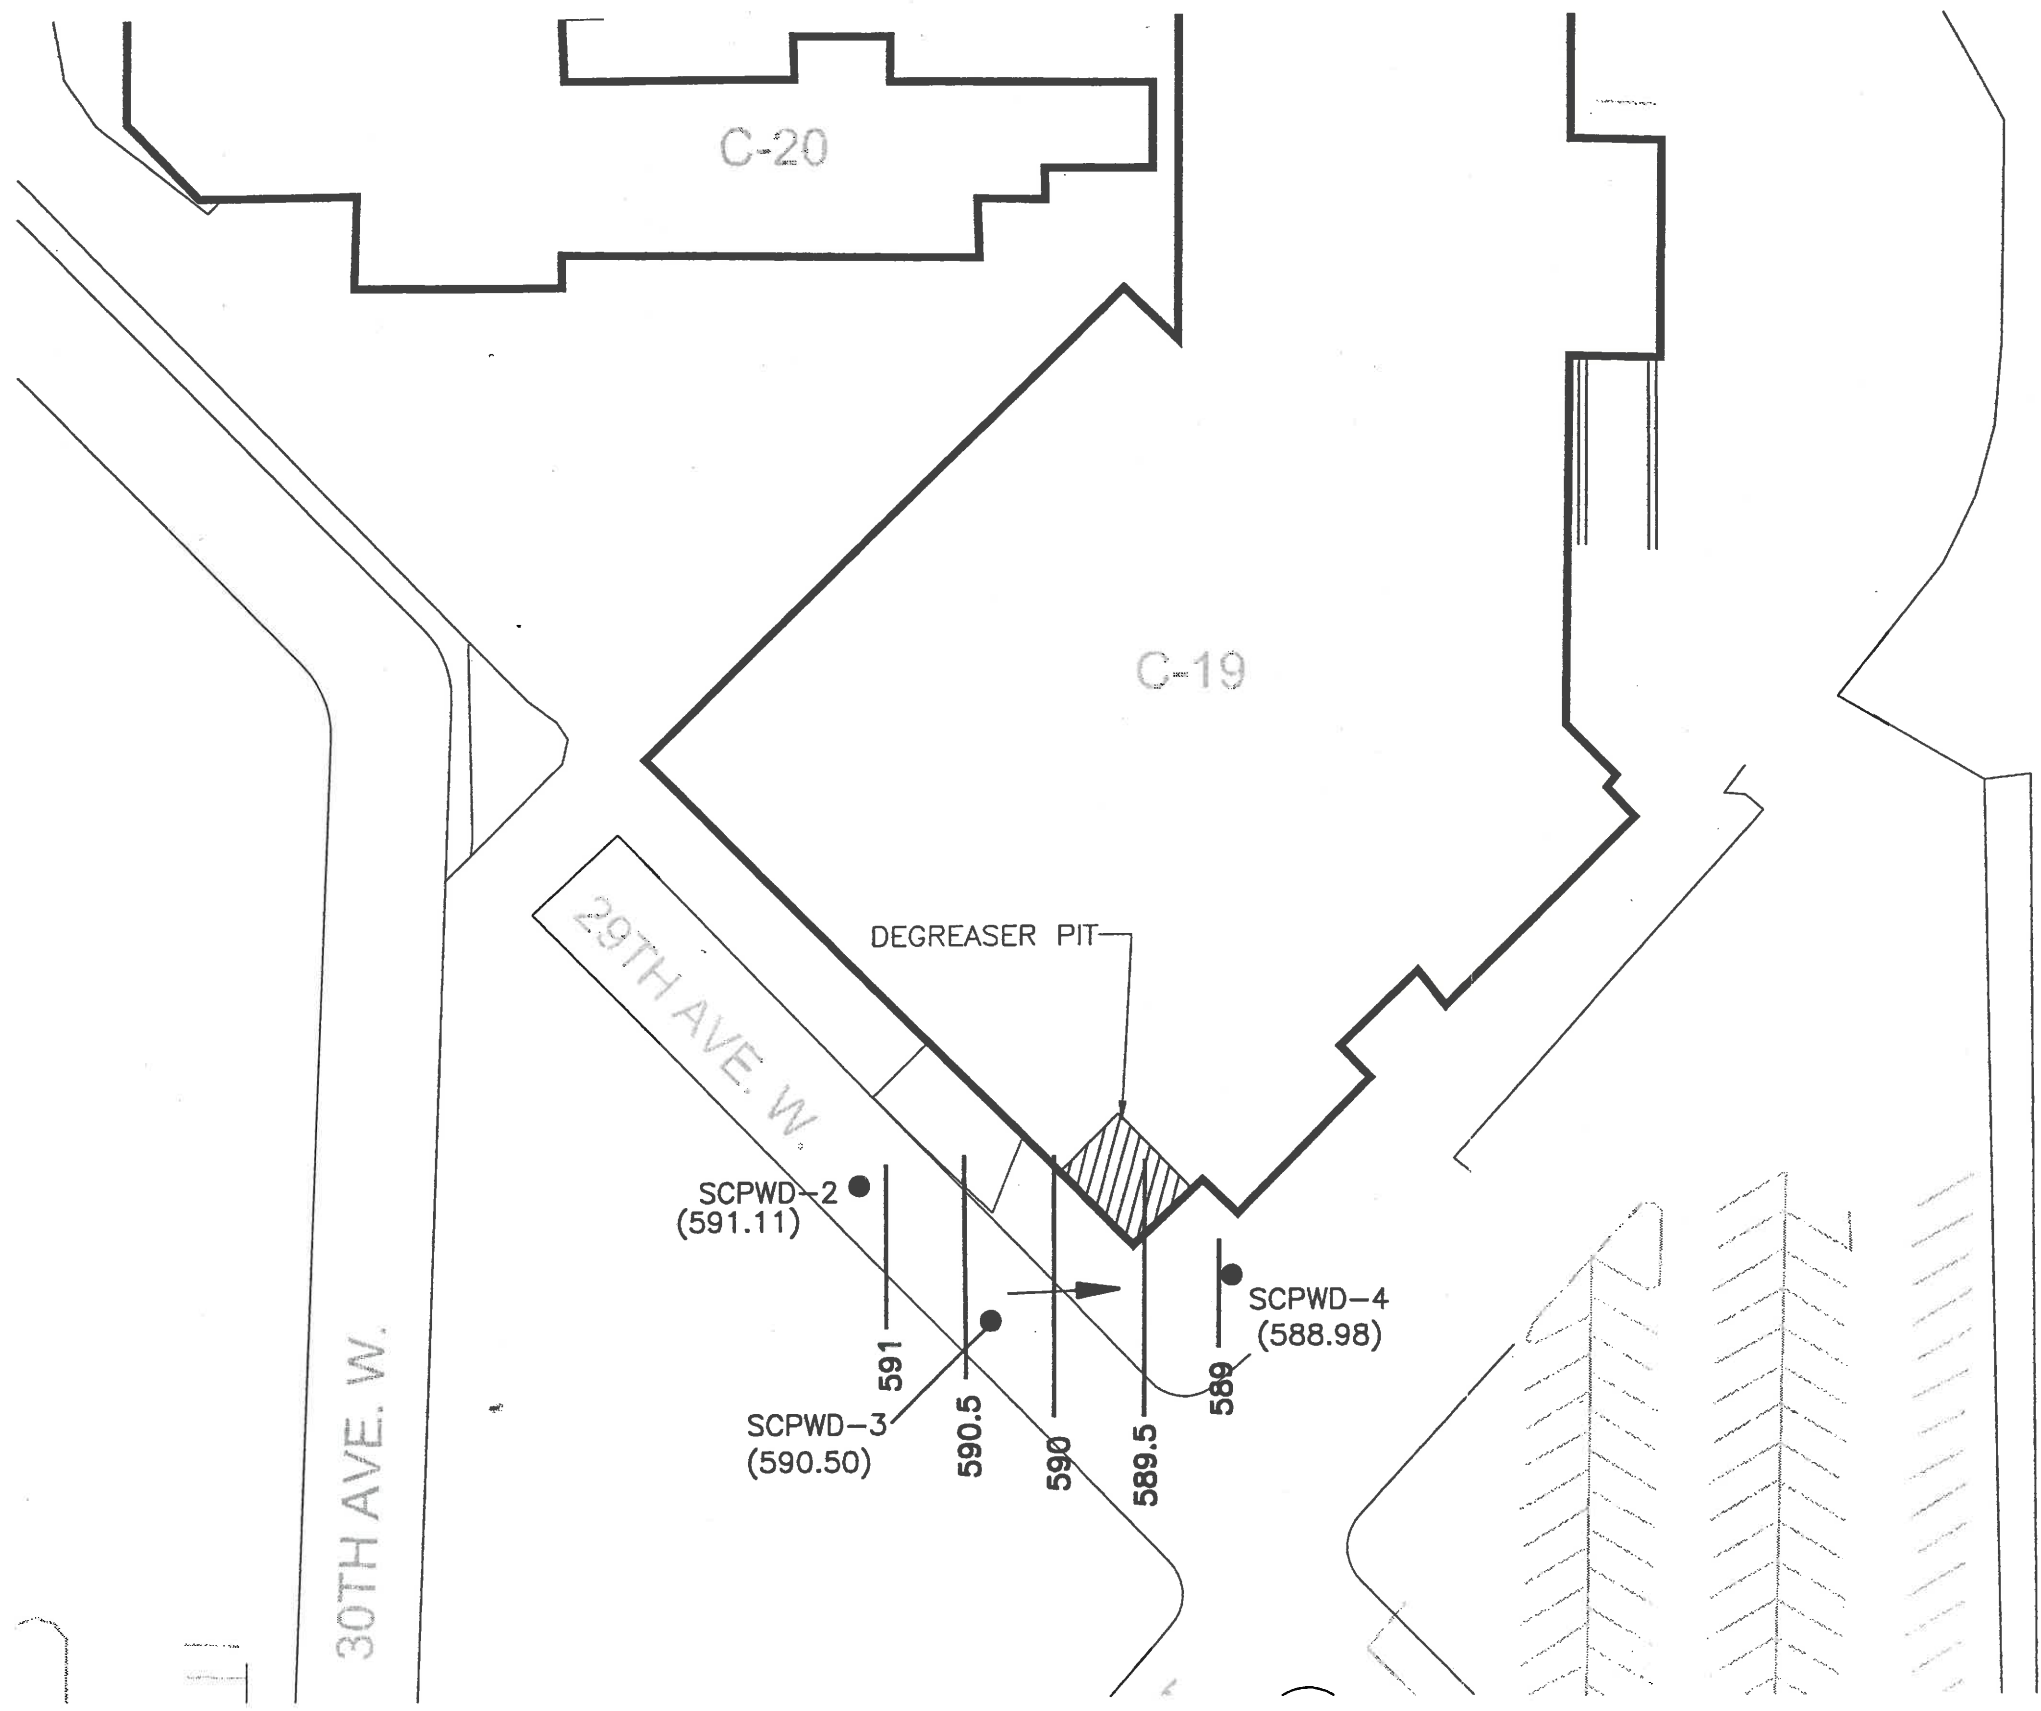 C-20
C-19
DEGREASER PIT
29TH AVE. W.
SCPWD-2
(591.11)
SCPWD-4
(588.98)
591
589
SCPWD-3
(590.50)
590.5
590
589.5
30TH AVE. W.